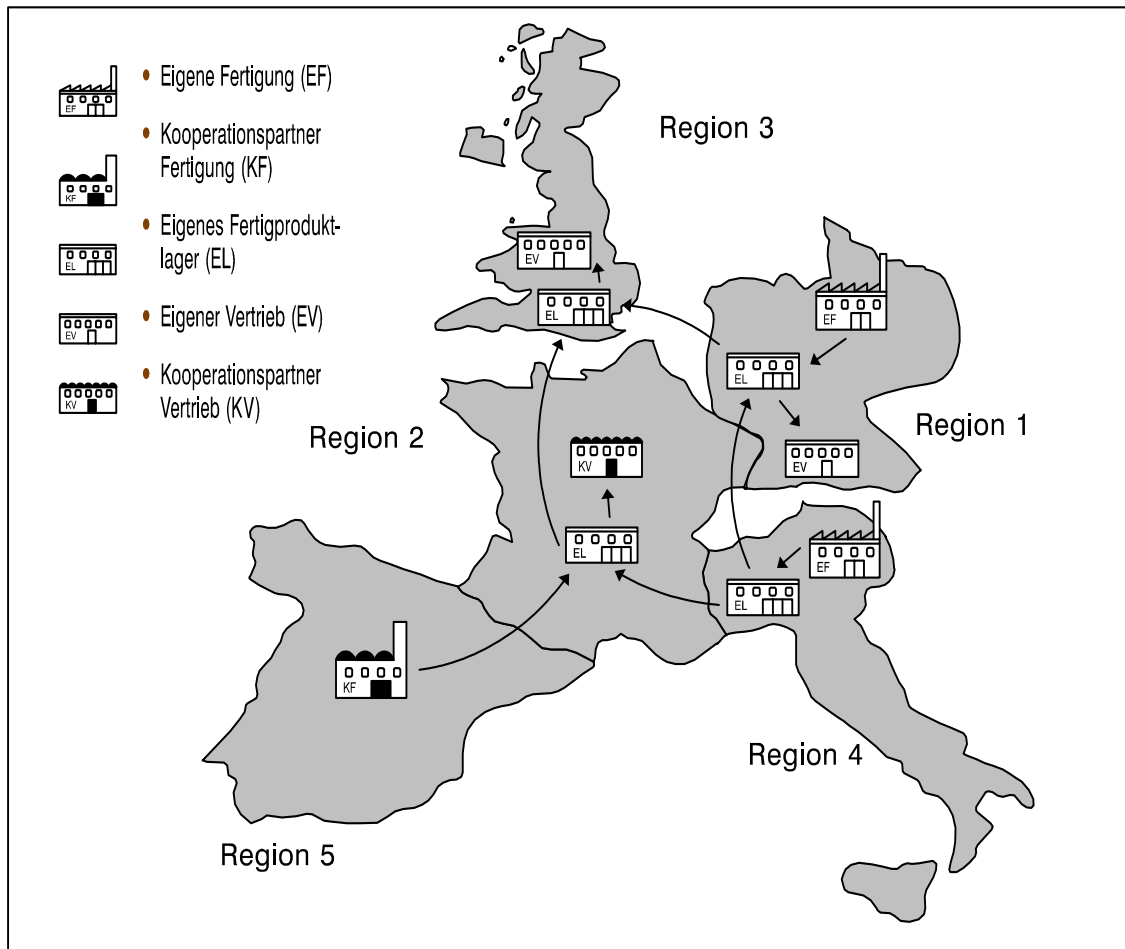 EF
• Eigene Fertigung (EF)
KF
• Kooperationspartner
Fertigung (KF)
EL
• Eigenes Fertigprodukt-
lager (EL)
EV
• Eigener Vertrieb (EV)
KV
• Kooperationspartner
Vertrieb (KV)
Region 3
EV
EL
EF
EL
EV
Region 1
Region 2
KV
EL
EF
EL
KF
Region 4
Region 5